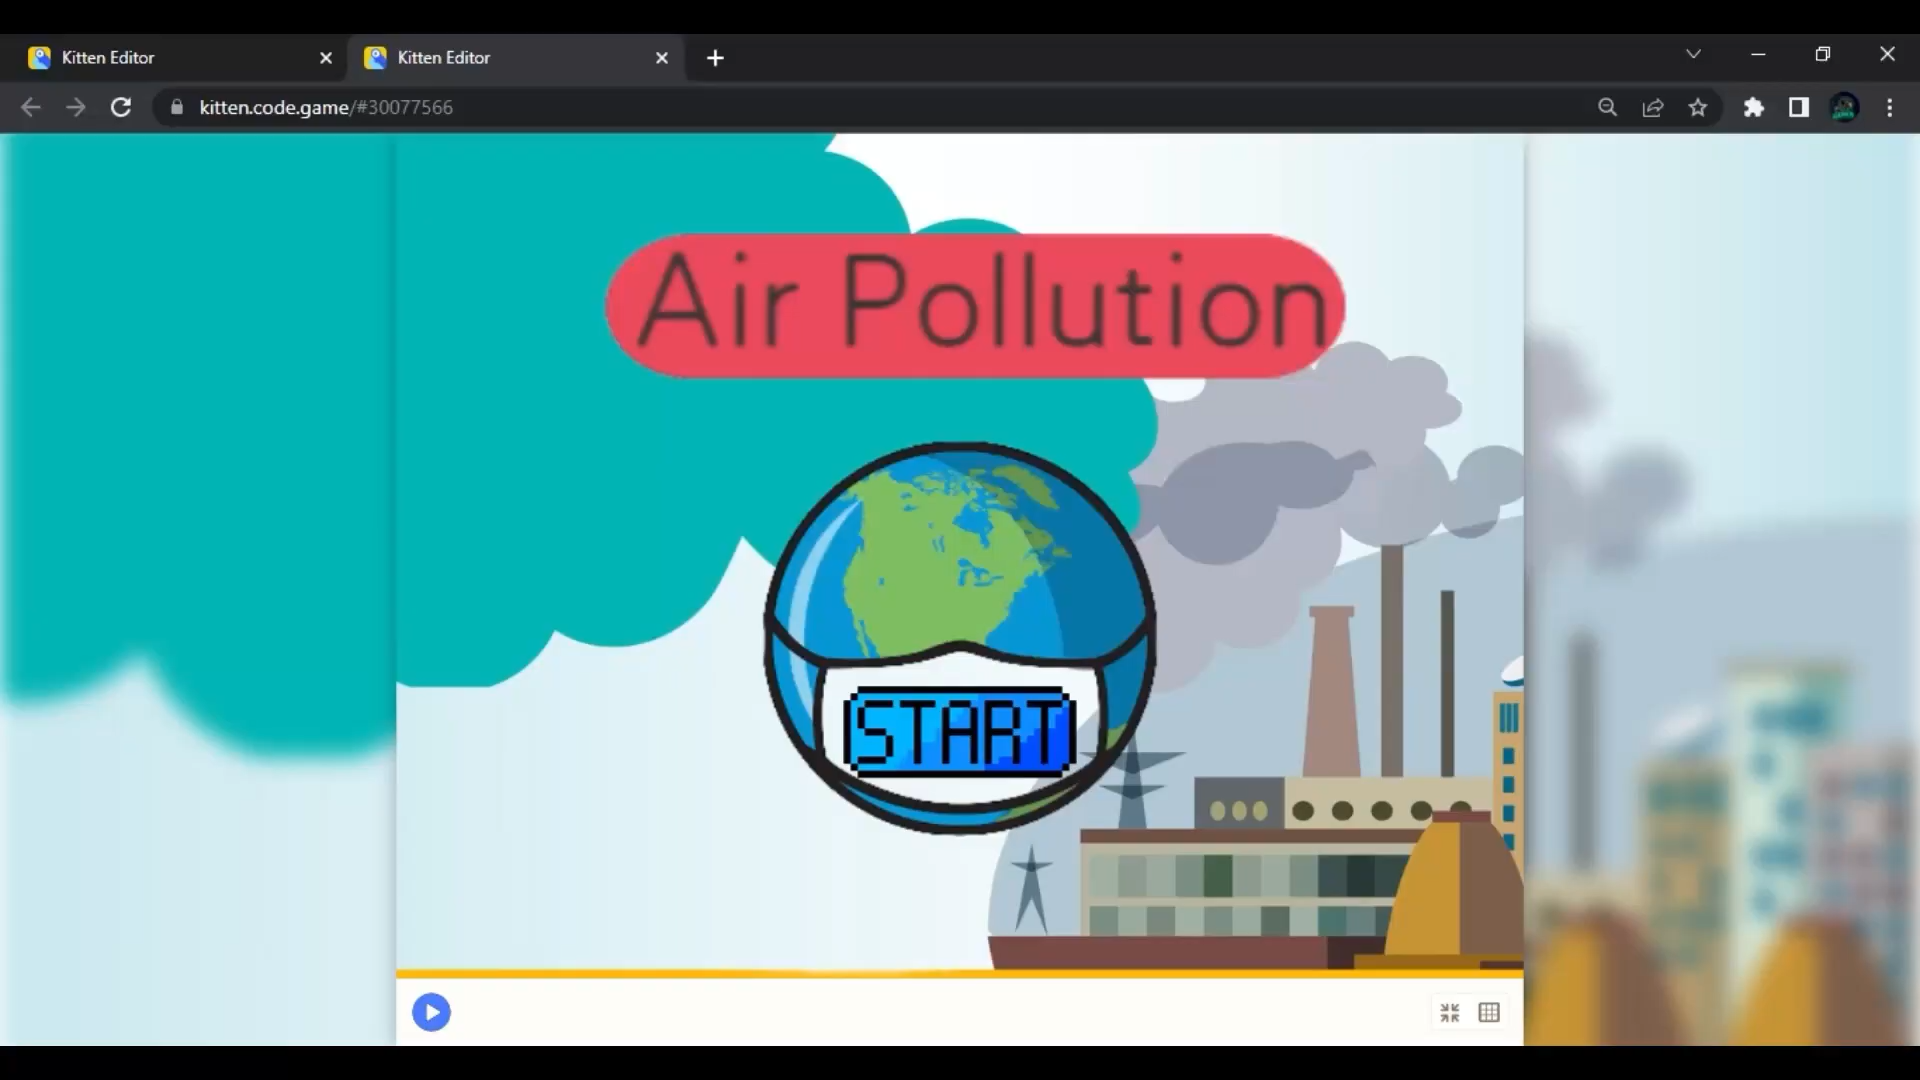 Kitten Editor
Kitten Editor
kitten.code.game/#30077566
Air Pollution
START